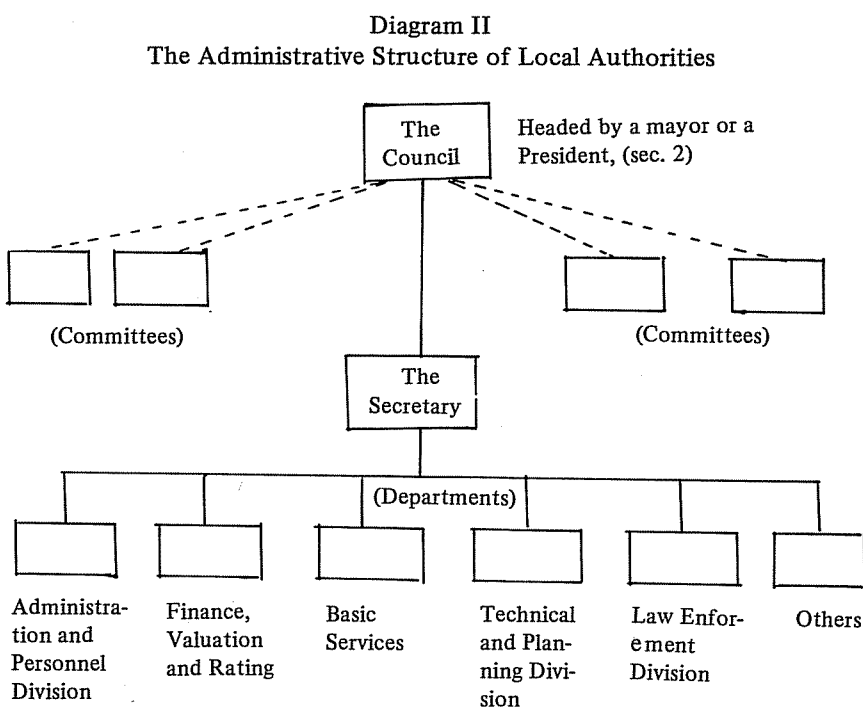 Diagram II
The Administrative Structure of Local Authorities
The
Council
Headed by a mayor or a
President, (sec. 2)
(Committees)
(Committees)
The
Secretary
(Departments)
Administra-
tion and
Personnel
Division
Finance,
Valuation
and Rating
Basic
Services
Technical
and Plan-
ning Divi-
sion
Law Enfor-
ement
Division
Others